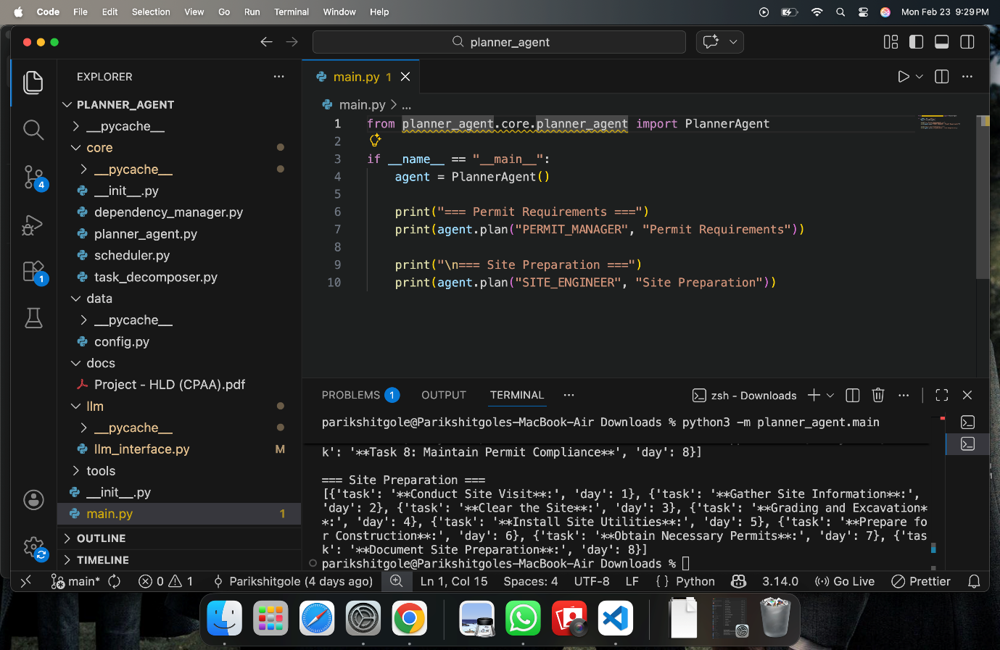 Code File Edit Selection View Go Run Terminal Window Help Mon Feb 23 9:29 PM
planner_agent
EXPLORER
PLANNER_AGENT
__pycache__
core
__pycache__
__init__.py
dependency_manager.py
planner_agent.py
scheduler.py
task_decomposer.py
data
__pycache__
config.py
docs
Project - HLD (CPAA).pdf
llm
__pycache__
llm_interface.py M
tools
__init__.py
main.py 1
OUTLINE
TIMELINE
4
1
main.py 1
main.py > ...
1 from planner_agent.core.planner_agent import PlannerAgent
2
3 if __name__ == "__main__":
4 agent = PlannerAgent()
5
6 print("=== Permit Requirements ===")
7 print(agent.plan("PERMIT_MANAGER", "Permit Requirements"))
8
9 print("\n=== Site Preparation ===")
10 print(agent.plan("SITE_ENGINEER", "Site Preparation"))
PROBLEMS 1 OUTPUT TERMINAL ... zsh - Downloads
parikshitgole@Parikshitgoles-MacBook-Air Downloads % python3 -m planner_agent.main
k': '**Task 8: Maintain Permit Compliance**', 'day': 8}]
=== Site Preparation ===
[{'task': '**Conduct Site Visit**:', 'day': 1}, {'task': '**Gather Site Information**:',
'day': 2}, {'task': '**Clear the Site**:', 'day': 3}, {'task': '**Grading and Excavation*
*:', 'day': 4}, {'task': '**Install Site Utilities**:', 'day': 5}, {'task': '**Prepare fo
r Construction**:', 'day': 6}, {'task': '**Obtain Necessary Permits**:', 'day': 7}, {'tas
k': '**Document Site Preparation**:', 'day': 8}]
parikshitgole@Parikshitgoles-MacBook-Air Downloads %
main* 0 1 Parikshitgole (4 days ago) Ln 1, Col 15 Spaces: 4 UTF-8 LF {} Python 3.14.0 Go Live Prettier